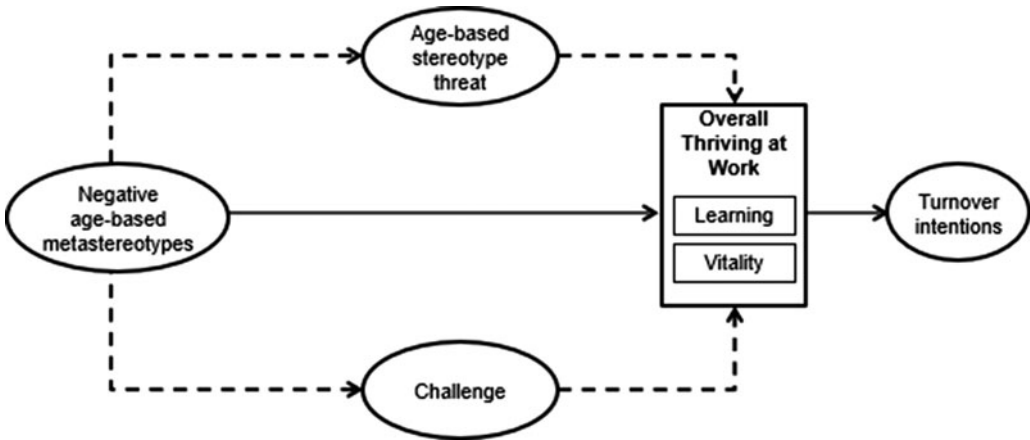 Age-based
stereotype
threat
Overall
Thriving at
Work
Negative
age-based
metastereotypes
Learning
Vitality
Turnover
intentions
Challenge